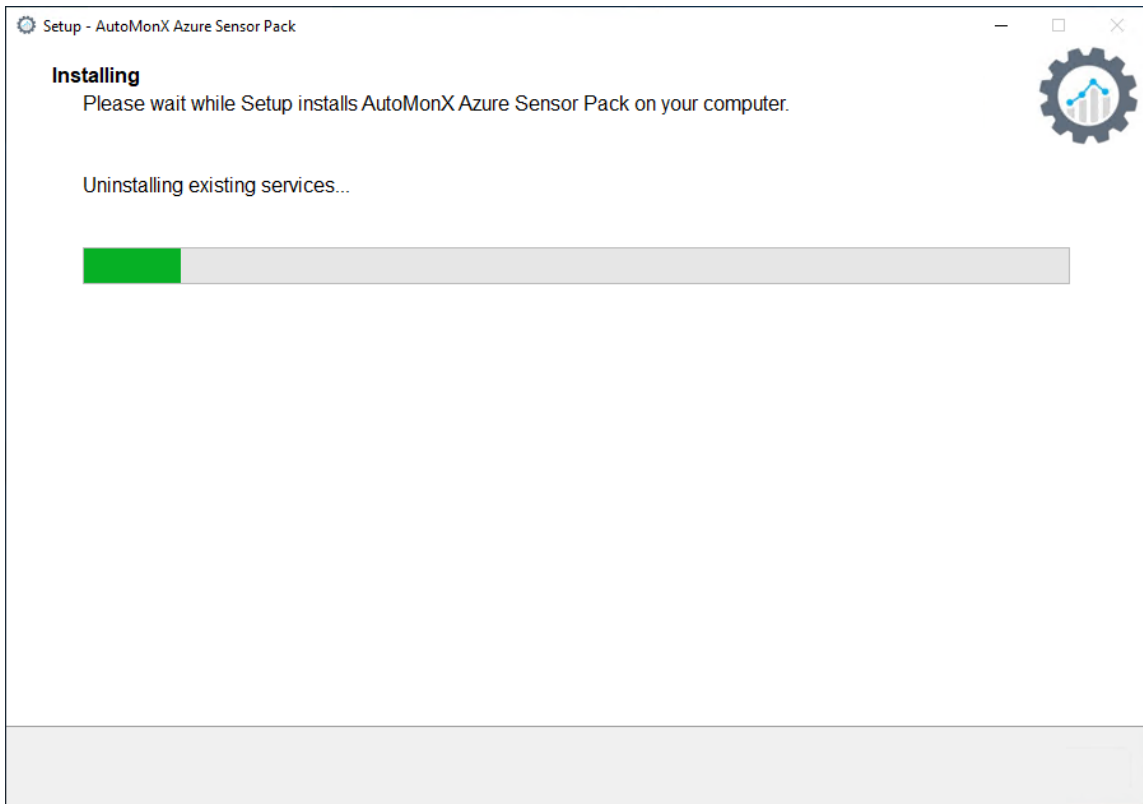 Setup - AutoMonX Azure Sensor Pack
Installing
Please wait while Setup installs AutoMonX Azure Sensor Pack on your computer.
Uninstalling existing services...